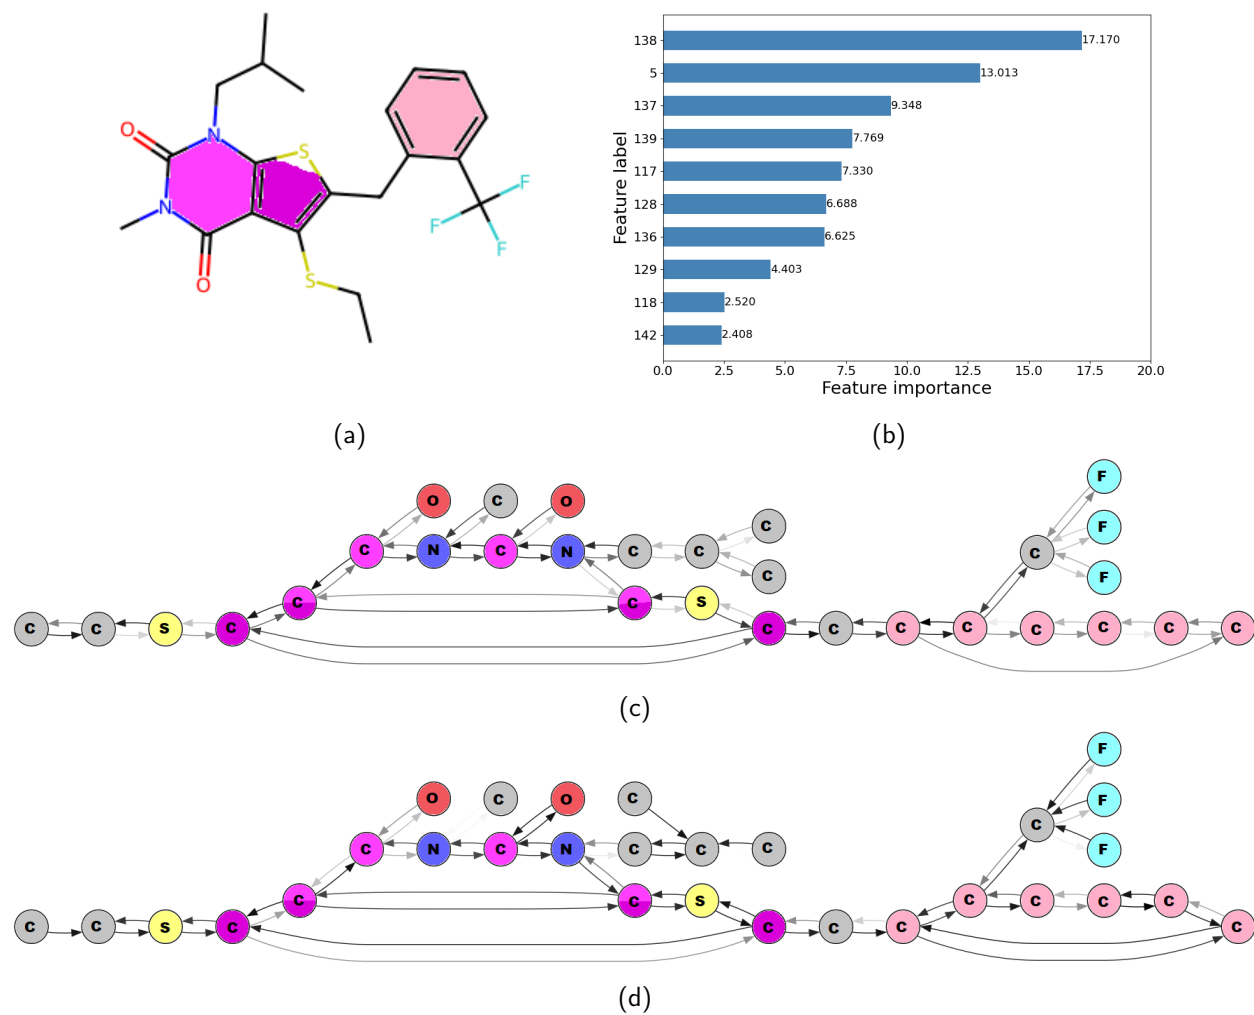 O
N
S
N
O
S
F
F
F
Feature label
138
17.170
5
13.013
137
9.348
139
7.769
117
7.330
128
6.688
136
6.625
129
4.403
118
2.520
142
2.408
0.0 2.5 5.0 7.5 10.0 12.5 15.0 17.5 20.0
Feature importance
(a)
(b)
F
O C O
C F
C N C N C C C
C F
C C S
C C S C C C C C C C C C
(c)
F
O C O C
F
C
C N C N C C C F
C C S C C C C
C C S C C C C C
(d)